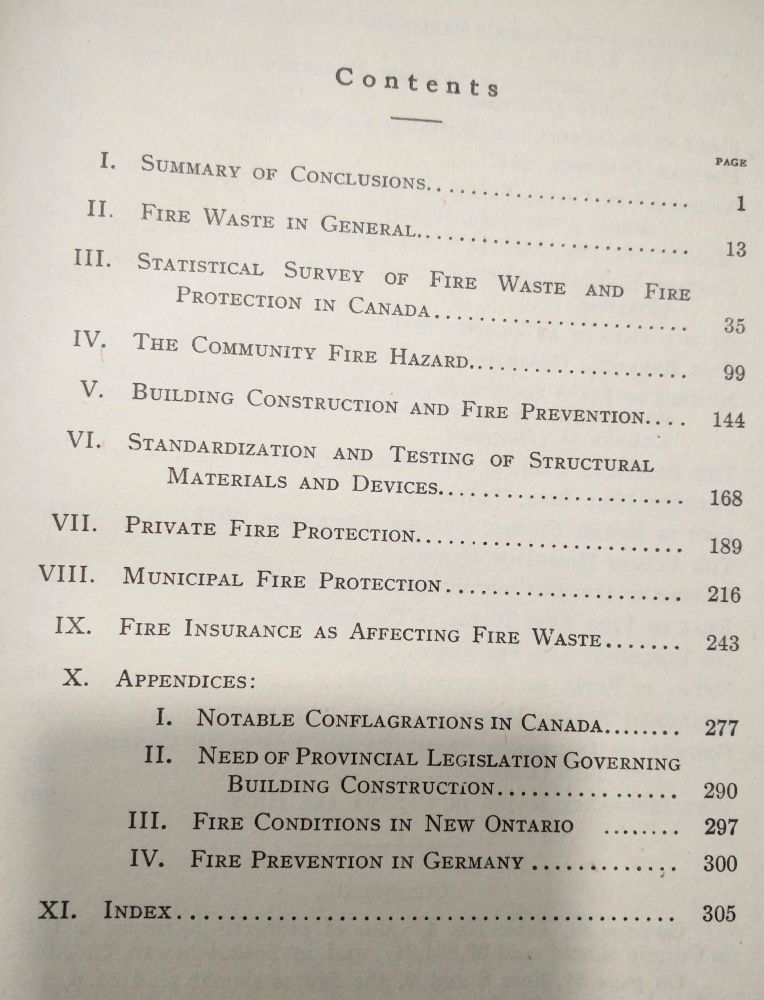 Contents
PAGE
I. SUMMARY OF CONCLUSIONS........................ 1
II. FIRE WASTE IN GENERAL........................ 13
III. STATISTICAL SURVEY OF FIRE WASTE AND FIRE
PROTECTION IN CANADA........................ 35
IV. THE COMMUNITY FIRE HAZARD.................... 99
V. BUILDING CONSTRUCTION AND FIRE PREVENTION.... 144
VI. STANDARDIZATION AND TESTING OF STRUCTURAL
MATERIALS AND DEVICES....................... 168
VII. PRIVATE FIRE PROTECTION........................ 189
VIII. MUNICIPAL FIRE PROTECTION...................... 216
IX. FIRE INSURANCE AS AFFECTING FIRE WASTE....... 243
X. APPENDICES:
I. NOTABLE CONFLAGRATIONS IN CANADA........ 277
II. NEED OF PROVINCIAL LEGISLATION GOVERNING
BUILDING CONSTRUCTION................. 290
III. FIRE CONDITIONS IN NEW ONTARIO ........ 297
IV. FIRE PREVENTION IN GERMANY ............. 300
XI. INDEX.......................................... 305